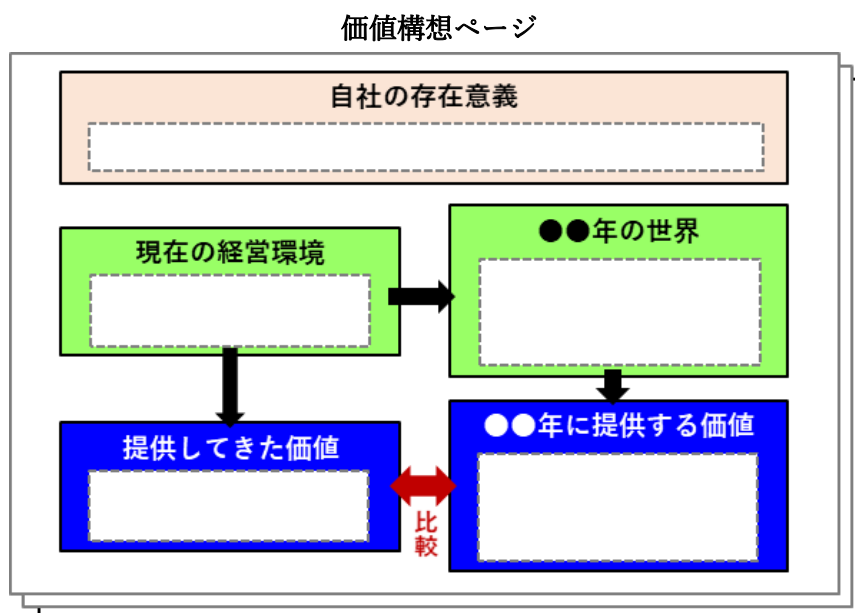 価値構想ページ
自社の存在意義
現在の経営環境
●●年の世界
提供してきた価値
●●年に提供する価値
比
較